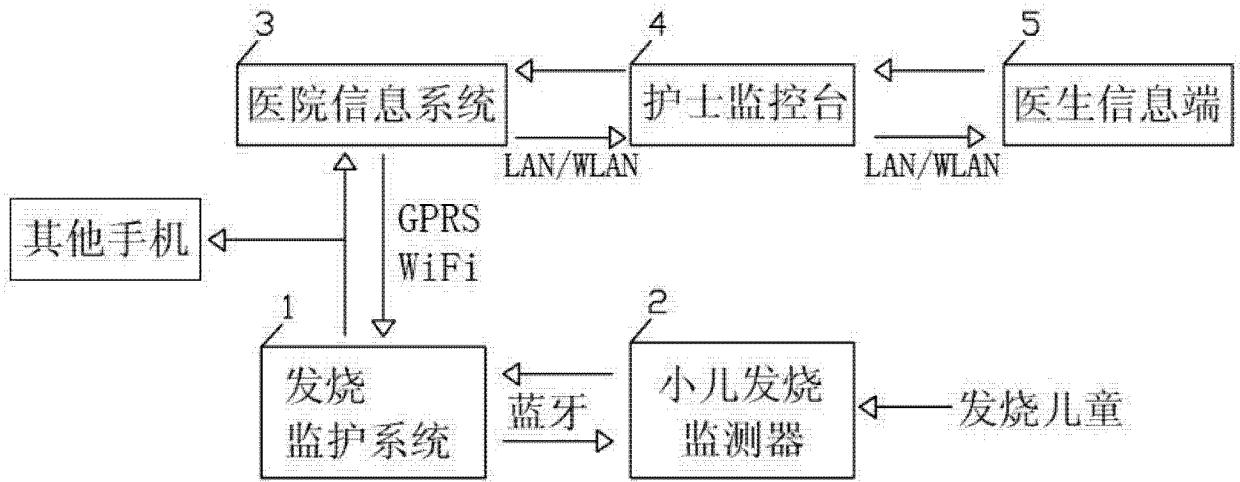 3
4
5
医院信息系统
护士监控台
医生信息端
LAN/WLAN
LAN/WLAN
其他手机
GPRS
WiFi
1
2
发烧
监护系统
蓝牙
小儿发烧
监测器
发烧儿童